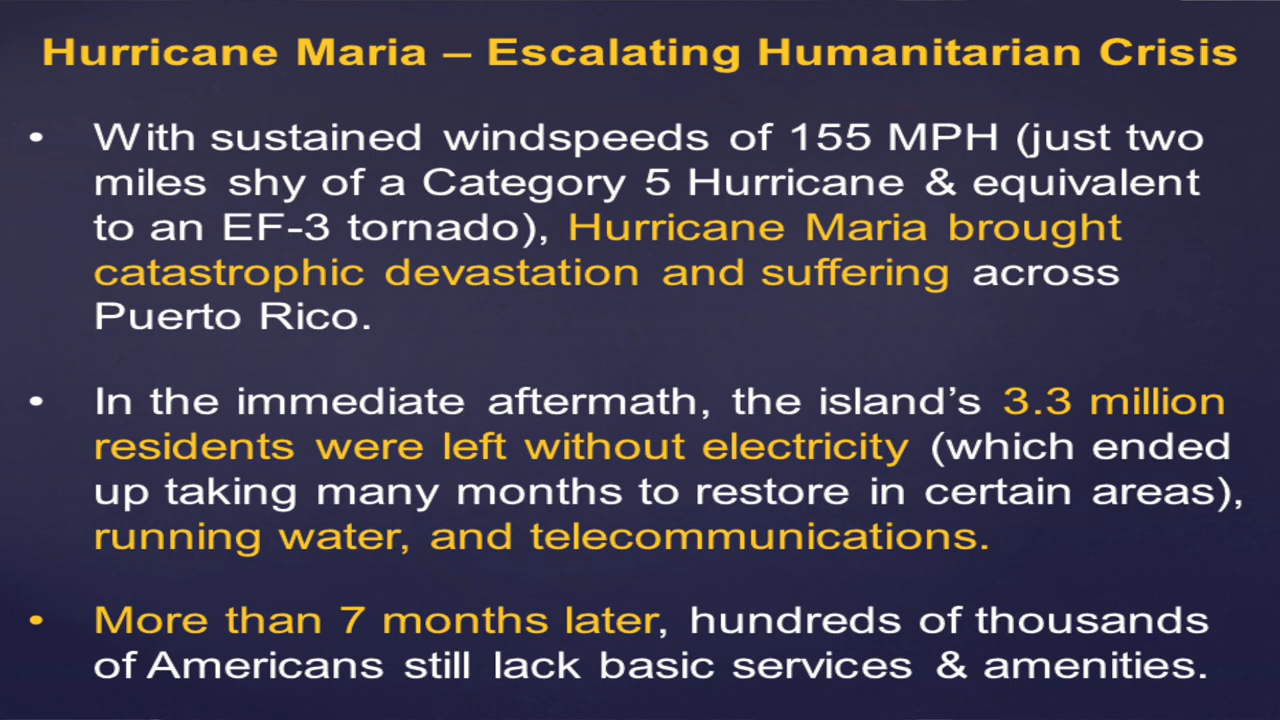 Hurricane Maria – Escalating Humanitarian Crisis
• With sustained windspeeds of 155 MPH (just two
miles shy of a Category 5 Hurricane & equivalent
to an EF-3 tornado), Hurricane Maria brought
catastrophic devastation and suffering across
Puerto Rico.
• In the immediate aftermath, the island’s 3.3 million
residents were left without electricity (which ended
up taking many months to restore in certain areas),
running water, and telecommunications.
• More than 7 months later, hundreds of thousands
of Americans still lack basic services & amenities.